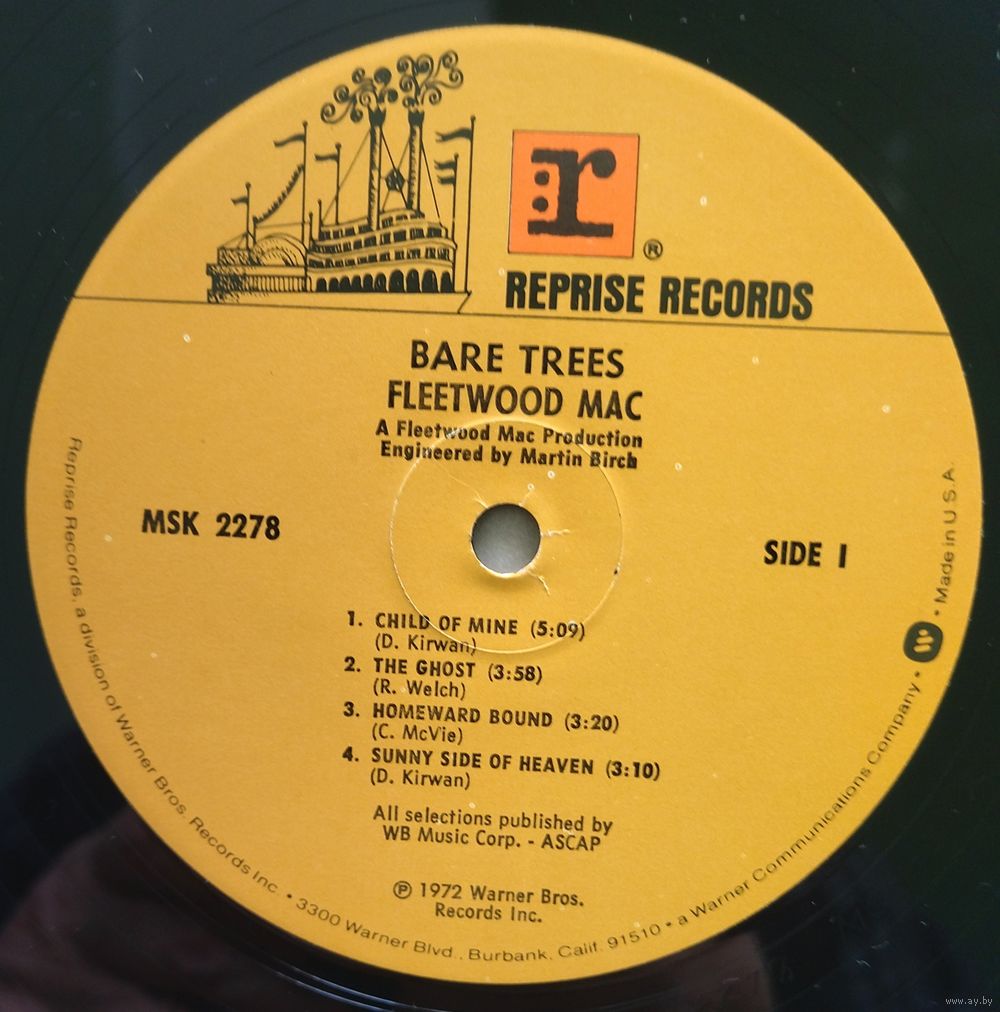 r
®
REPRISE RECORDS
BARE TREES
FLEETWOOD MAC
A Fleetwood Mac Production
Engineered by Martin Birch
MSK 2278
SIDE 1
1. CHILD OF MINE (5:09)
(D. Kirwan)
2. THE GHOST (3:58)
(R. Welch)
3. HOMEWARD BOUND (3:20)
(C. McVie)
4. SUNNY SIDE OF HEAVEN (3:10)
(D. Kirwan)
All selections published by
WB Music Corp. - ASCAP
℗ 1972 Warner Bros.
Records Inc.
Reprise Records, a division of Warner Bros. Records Inc. • 3300 Warner Blvd., Burbank, Calif. 91510 • a Warner Communications Company • W • Made in U.S.A.
www.ay.by